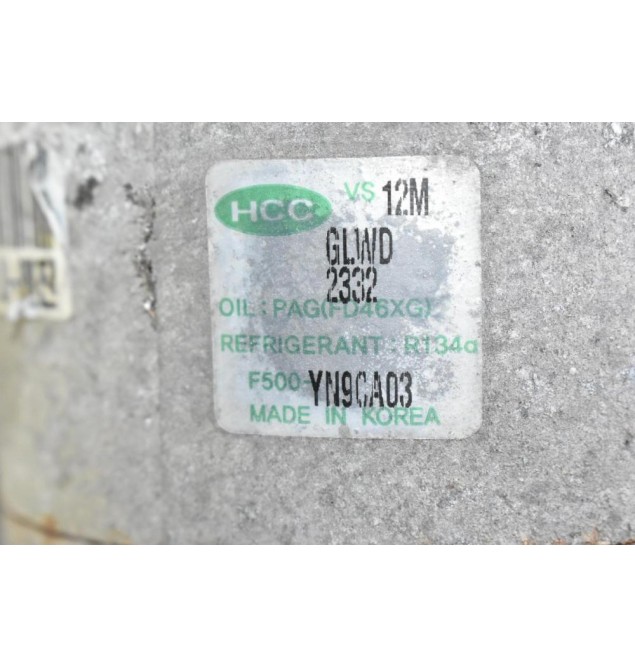 HCC VS 12M
GLWD
2332
OIL : PAG(FD46XG)
REFRIGERANT : R134a
F500-YN9CA03
MADE IN KOREA